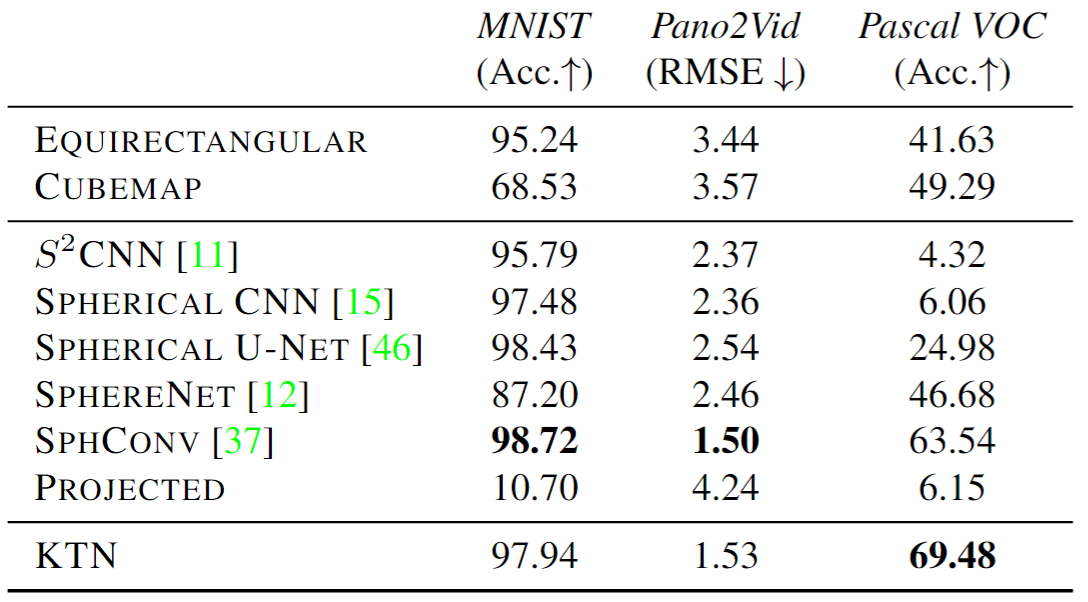 MNIST Pano2Vid Pascal VOC
(Acc.↑) (RMSE ↓) (Acc.↑)
EQUIRECTANGULAR 95.24 3.44 41.63
CUBEMAP 68.53 3.57 49.29
S²CNN [11] 95.79 2.37 4.32
SPHERICAL CNN [15] 97.48 2.36 6.06
SPHERICAL U-NET [46] 98.43 2.54 24.98
SPHERENET [12] 87.20 2.46 46.68
SPHCONV [37] 98.72 1.50 63.54
PROJECTED 10.70 4.24 6.15
KTN 97.94 1.53 69.48